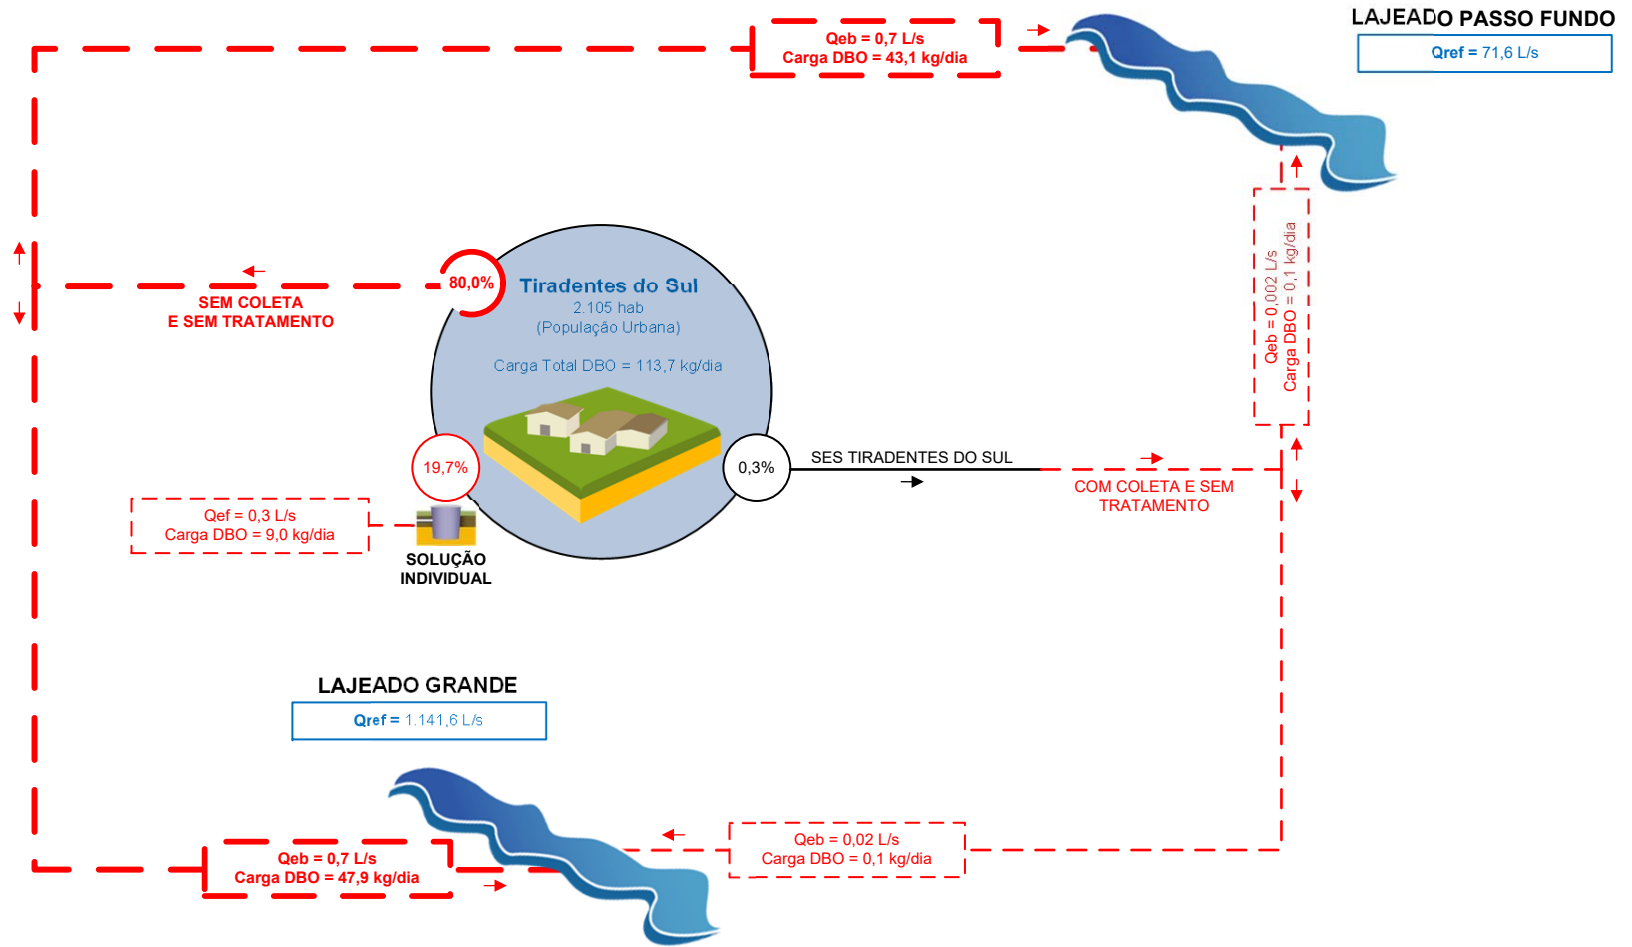 LAJEADO PASSO FUNDO
Qref = 71,6 L/s
Qeb = 0,7 L/s
Carga DBO = 43,1 kg/dia
Qeb = 0,002 L/s
Carga DBO = 0,1 kg/dia
80,0%
SEM COLETA
E SEM TRATAMENTO
Tiradentes do Sul
2.105 hab
(População Urbana)
Carga Total DBO = 113,7 kg/dia
19,7%
0,3%
SES TIRADENTES DO SUL
COM COLETA E SEM
TRATAMENTO
Qef = 0,3 L/s
Carga DBO = 9,0 kg/dia
SOLUÇÃO
INDIVIDUAL
LAJEADO GRANDE
Qref = 1.141,6 L/s
Qeb = 0,02 L/s
Carga DBO = 0,1 kg/dia
Qeb = 0,7 L/s
Carga DBO = 47,9 kg/dia